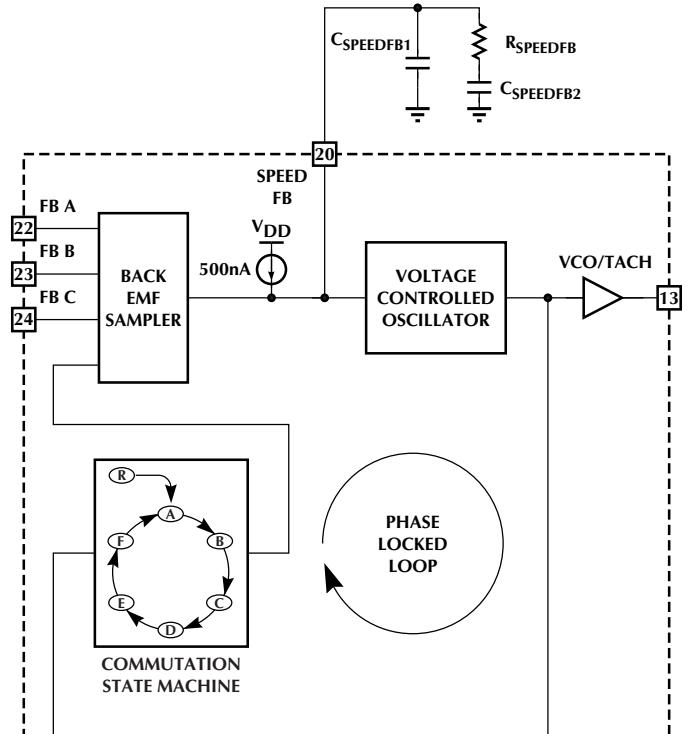 CSPEEDFB1
RSPEEDFB
CSPEEDFB2
20
SPEED
FB
FB A
22
FB B
23
FB C
24
BACK
EMF
SAMPLER
VDD
500nA
VOLTAGE
CONTROLLED
OSCILLATOR
VCO/TACH
13
R
A
B
C
D
E
F
COMMUTATION
STATE MACHINE
PHASE
LOCKED
LOOP